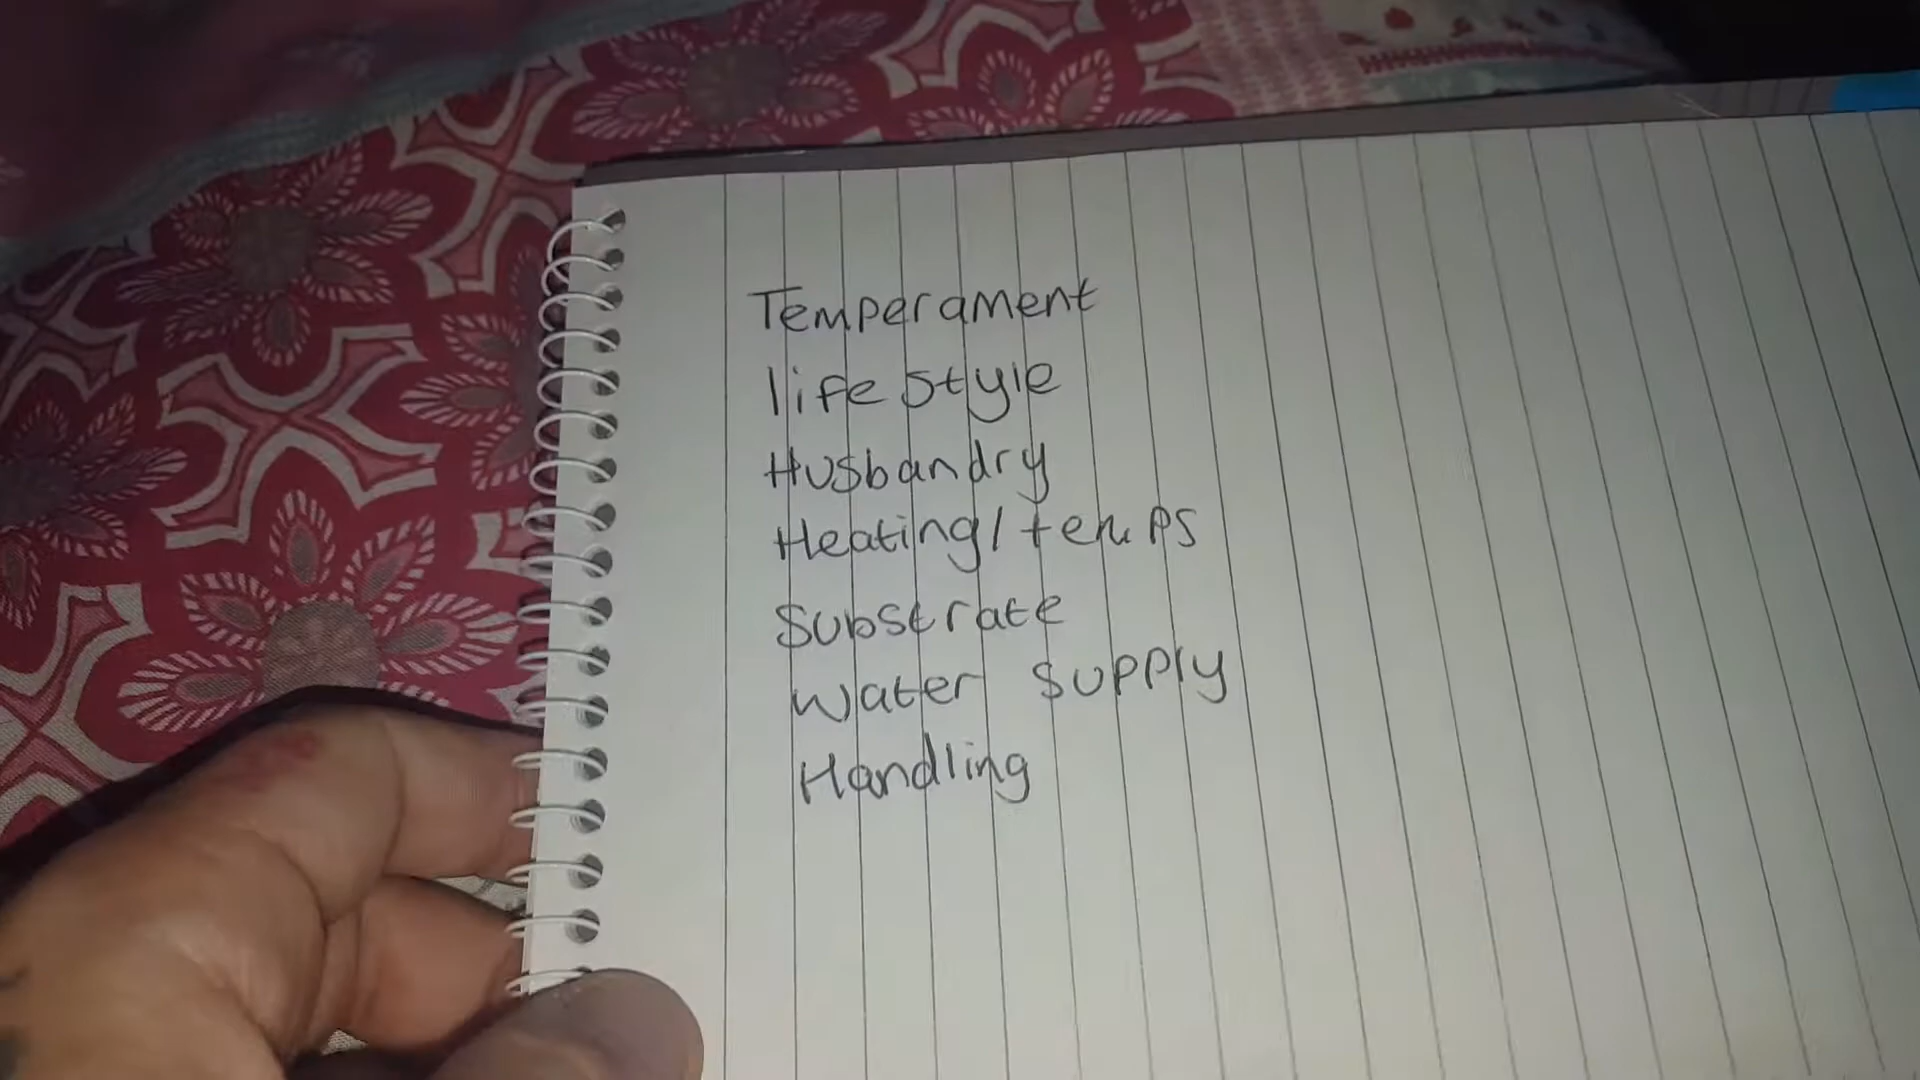 Temperament
life style
Husbandry
Heating/temps
Substrate
Water supply
Handling